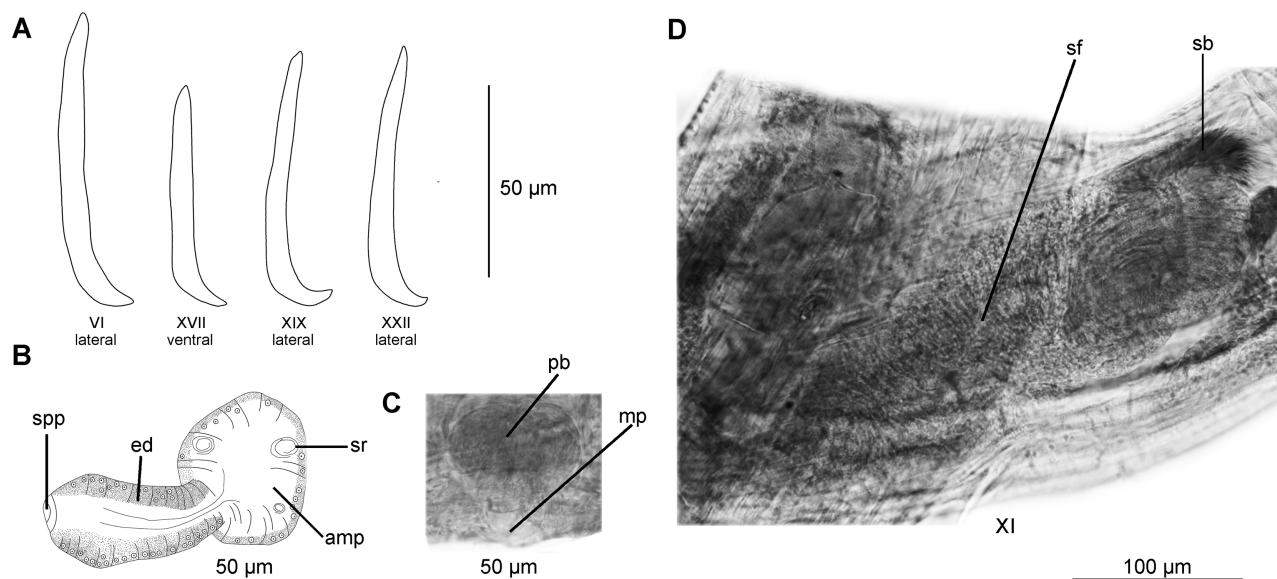 A
VI
lateral
XVII
ventral
XIX
lateral
XXII
lateral
50 µm
B
spp
ed
sr
amp
50 µm
C
pb
mp
50 µm
D
sf
sb
XI
100 µm